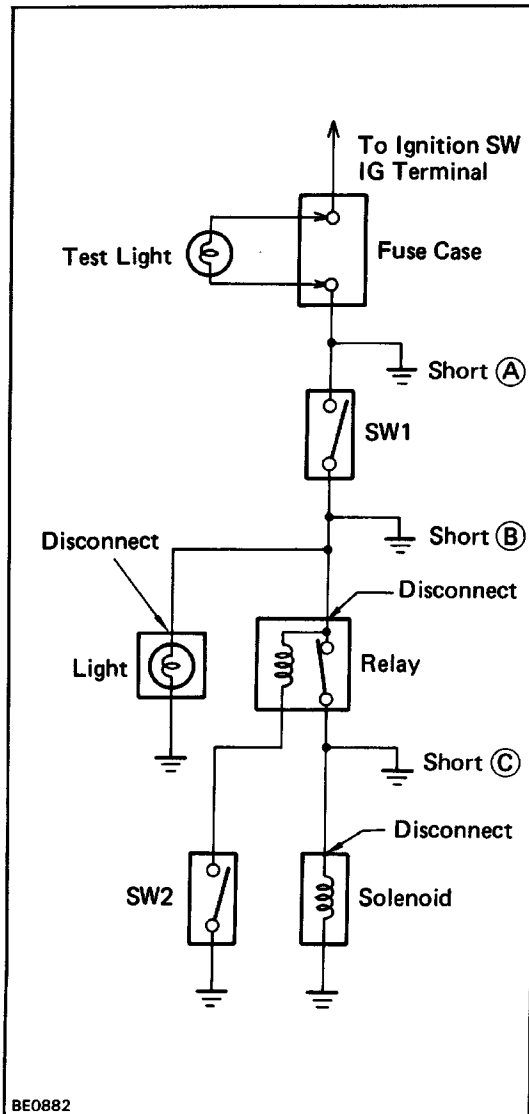 To Ignition SW
IG Terminal
Test Light
Fuse Case
Short Ⓐ
SW1
Disconnect
Short Ⓑ
Disconnect
Light
Relay
Short Ⓒ
Disconnect
SW2
Solenoid
BE0882